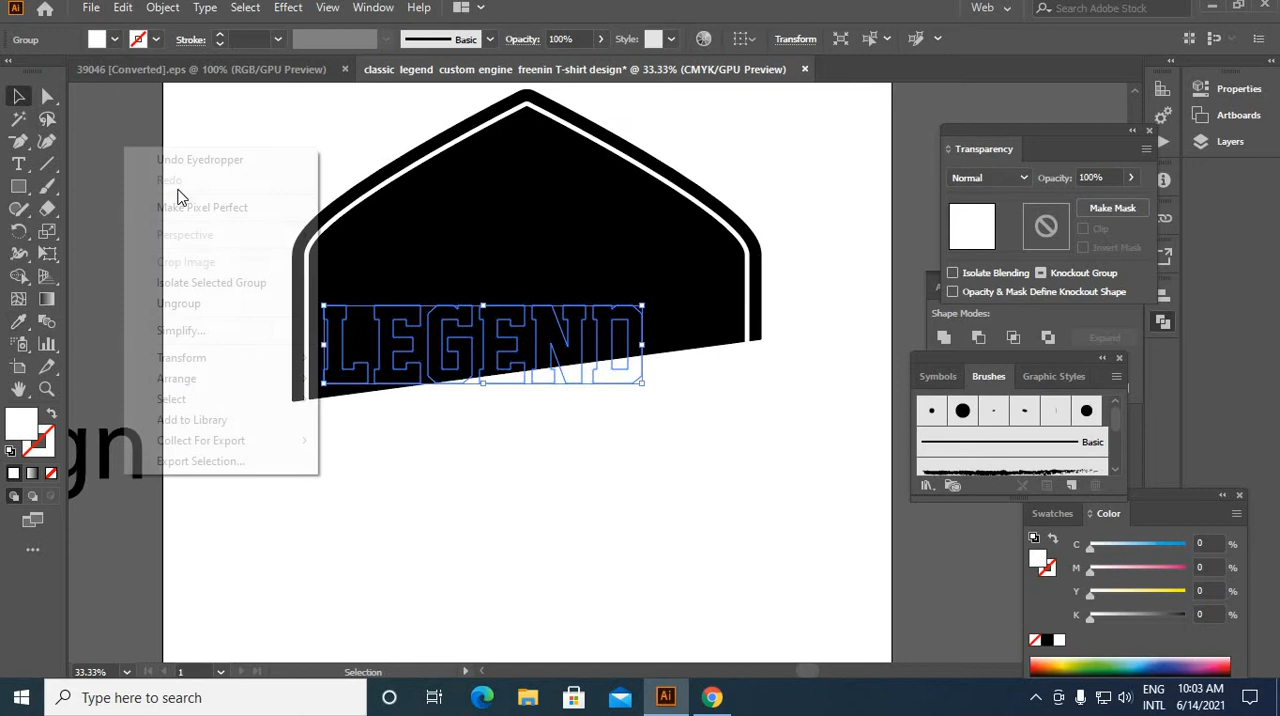 Ai File Edit Object Type Select Effect View Window Help Web Search Adobe Stock
Group Stroke: Basic Opacity: 100% Style: Transform
39046 [Converted].eps @ 100% (RGB/GPU Preview) classic legend custom engine freenin T-shirt design* @ 33.33% (CMYK/GPU Preview)
Undo Eyedropper
Redo
Make Pixel Perfect
Perspective
Crop Image
Isolate Selected Group
Ungroup
Simplify...
Transform
Arrange
Select
Add to Library
Collect For Export
Export Selection...
LEGEND
gn
Properties
Artboards
Layers
Transparency
Normal Opacity: 100%
Make Mask
Clip
Invert Mask
Isolate Blending Knockout Group
Opacity & Mask Define Knockout Shape
Shape Modes:
Expand
Symbols Brushes Graphic Styles
Basic
Swatches Color
C 0 %
M 0 %
Y 0 %
K 0 %
33.33% 1 Selection
Type here to search
Ai
ENG
INTL
10:03 AM
6/14/2021